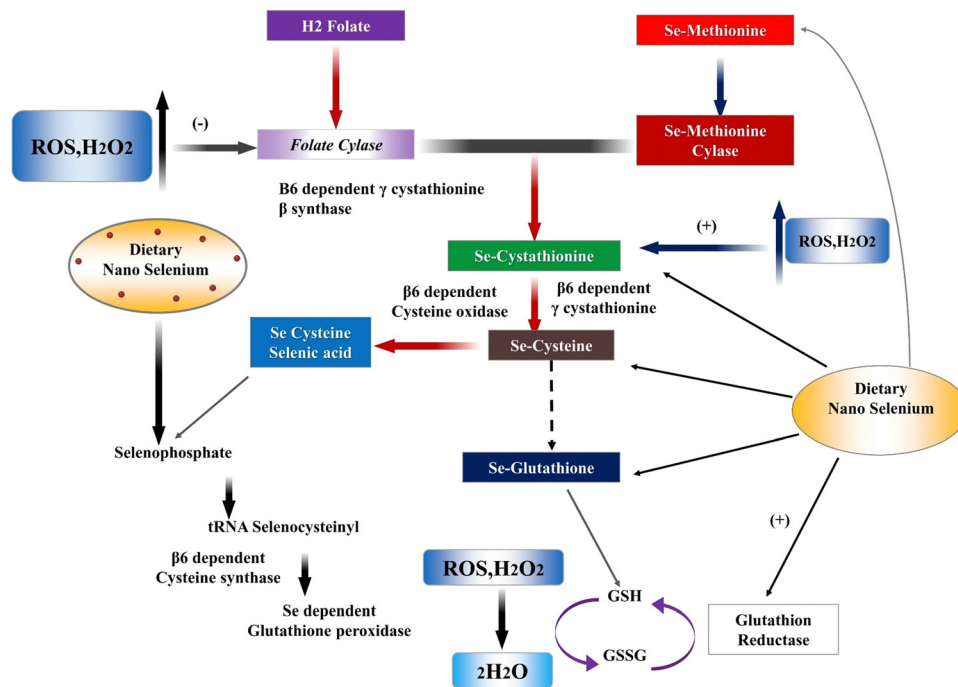 H2 Folate
Se-Methionine
ROS,H2O2
(-)
Folate Cylase
Se-Methionine
Cylase
B6 dependent γ cystathionine
β synthase
(+)
ROS,H2O2
Dietary
Nano Selenium
Se-Cystathionine
β6 dependent
Cysteine oxidase
β6 dependent
γ cystathionine
Se Cysteine
Selenic acid
Se-Cysteine
Dietary
Nano Selenium
Selenophosphate
Se-Glutathione
tRNA Selenocysteinyl
(+)
β6 dependent
Cysteine synthase
ROS,H2O2
GSH
Se dependent
Glutathione peroxidase
Glutathion
Reductase
GSSG
2H2O